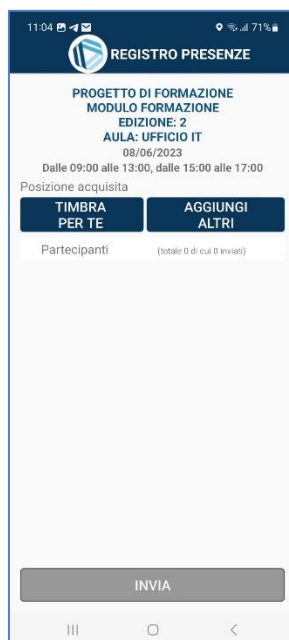 11:04 71%
REGISTRO PRESENZE
PROGETTO DI FORMAZIONE
MODULO FORMAZIONE
EDIZIONE: 2
AULA: UFFICIO IT
08/06/2023
Dalle 09:00 alle 13:00, dalle 15:00 alle 17:00
Posizione acquisita
TIMBRA PER TE
AGGIUNGI ALTRI
Partecipanti (totale 0 di cui 0 inviati)
INVIA